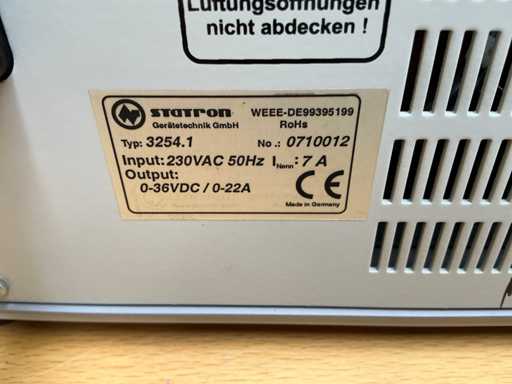 Lüftungsöffnungen
nicht abdecken !
STATRON WEEE-DE99395199
Gerätetechnik GmbH RoHs
Typ: 3254.1 No.: 0710012
Input: 230VAC 50Hz INenn: 7 A
Output:
0-36VDC / 0-22A
CE
Made in Germany